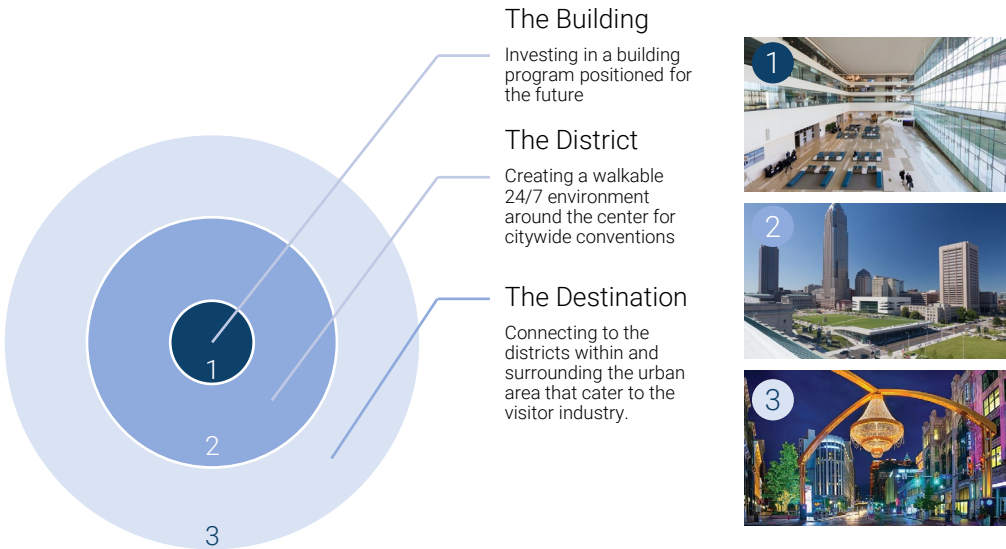 The Building
Investing in a building
program positioned for
the future
The District
Creating a walkable
24/7 environment
around the center for
citywide conventions
The Destination
Connecting to the
districts within and
surrounding the urban
area that cater to the
visitor industry.
1
2
3
1
2
3